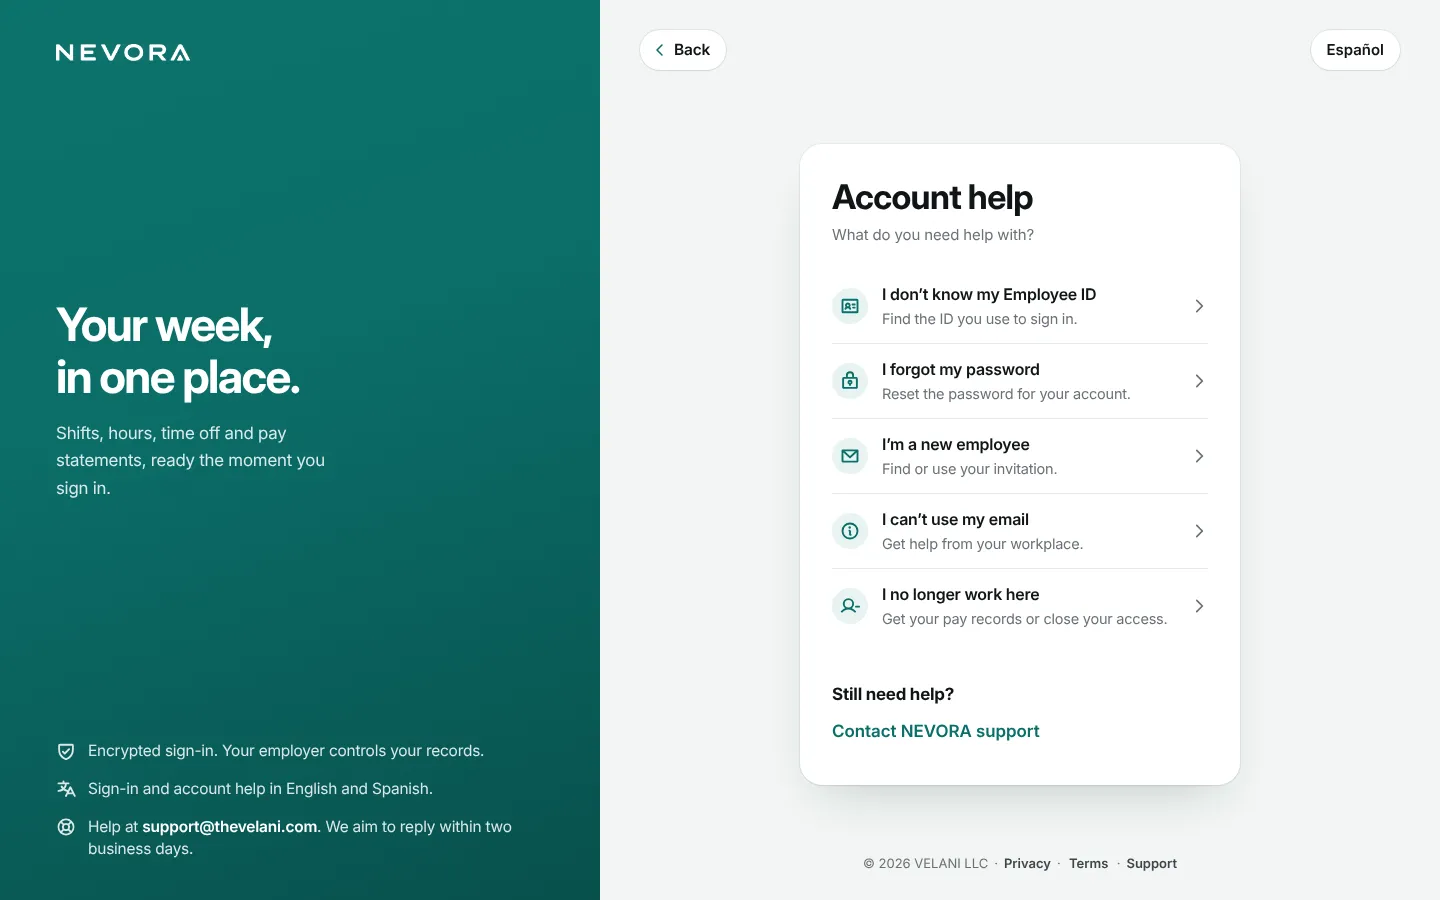 NEVORA
Your week,
in one place.
Shifts, hours, time off and pay
statements, ready the moment you
sign in.
Encrypted sign-in. Your employer controls your records.
Sign-in and account help in English and Spanish.
Help at support@thevelani.com. We aim to reply within two
business days.
Back
Español
Account help
What do you need help with?
I don’t know my Employee ID
Find the ID you use to sign in.
I forgot my password
Reset the password for your account.
I’m a new employee
Find or use your invitation.
I can’t use my email
Get help from your workplace.
I no longer work here
Get your pay records or close your access.
Still need help?
Contact NEVORA support
© 2026 VELANI LLC · Privacy · Terms · Support